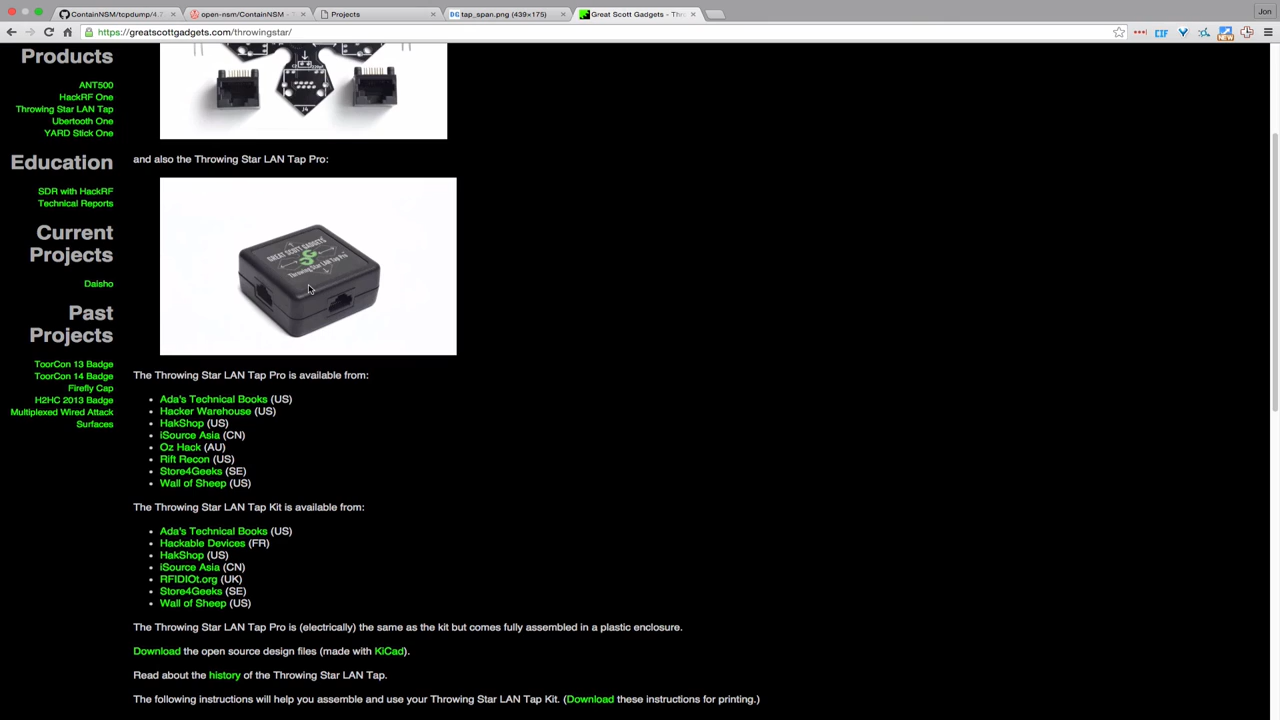 ContainNSM/tcpdump/4.7
open-nsm/ContainNSM - T
Projects
tap_span.png (439×175)
Great Scott Gadgets - Thr
Jon
https://greatscottgadgets.com/throwingstar/
CIF
NEW
Products
ANT500
HackRF One
Throwing Star LAN Tap
Ubertooth One
YARD Stick One
Education
SDR with HackRF
Technical Reports
Current
Projects
Daisho
Past
Projects
ToorCon 13 Badge
ToorCon 14 Badge
Firefly Cap
H2HC 2013 Badge
Multiplexed Wired Attack
Surfaces
J4
and also the Throwing Star LAN Tap Pro:
GREAT SCOTT GADGETS
Throwing Star LAN Tap Pro
The Throwing Star LAN Tap Pro is available from:
• Ada's Technical Books (US)
• Hacker Warehouse (US)
• HakShop (US)
• iSource Asia (CN)
• Oz Hack (AU)
• Rift Recon (US)
• Store4Geeks (SE)
• Wall of Sheep (US)
The Throwing Star LAN Tap Kit is available from:
• Ada's Technical Books (US)
• Hackable Devices (FR)
• HakShop (US)
• iSource Asia (CN)
• RFIDIOt.org (UK)
• Store4Geeks (SE)
• Wall of Sheep (US)
The Throwing Star LAN Tap Pro is (electrically) the same as the kit but comes fully assembled in a plastic enclosure.
Download the open source design files (made with KiCad).
Read about the history of the Throwing Star LAN Tap.
The following instructions will help you assemble and use your Throwing Star LAN Tap Kit. (Download these instructions for printing.)